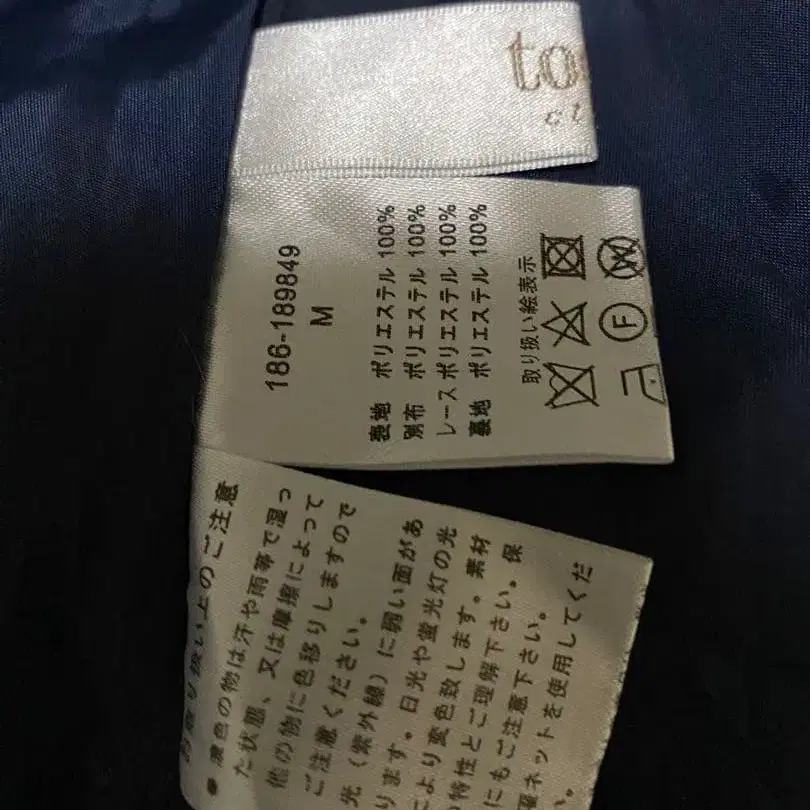 to
cl
186-189849
M
表地 ポリエステル 100%
別布 ポリエステル 100%
レース ポリエステル 100%
裏地 ポリエステル 100%
取り扱い絵表示
F
お取り扱い上のご注意
● 濃色の物は汗や雨等で湿っ
た状態、又は摩擦によって
他の物に色移りしますので
ご注意ください。
光（紫外線）に弱い面があ
ります。日光や蛍光灯の光
により変色致します。素材
の特性とご理解下さい。保
にもご注意下さい。
ネットを使用してくだ
い。